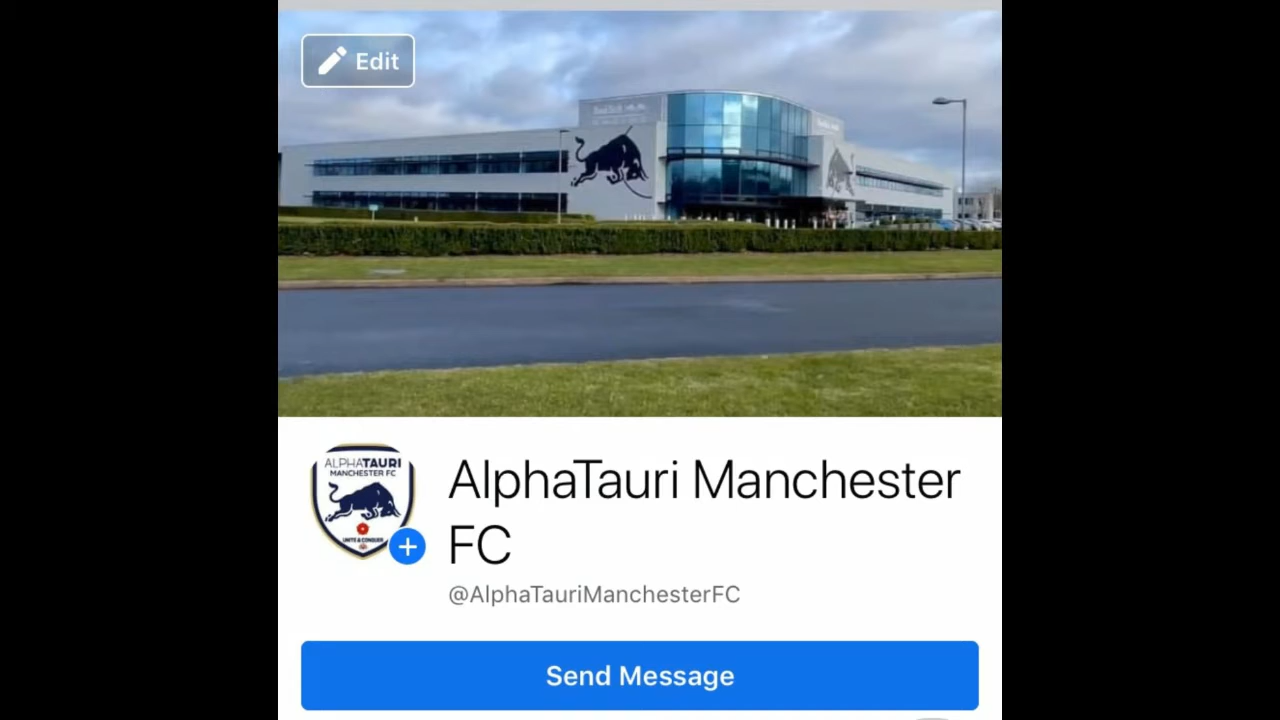 Edit
ALPHATAURI
MANCHESTER FC
UNITE & CONQUER
AlphaTauri Manchester
FC
@AlphaTauriManchesterFC
Send Message